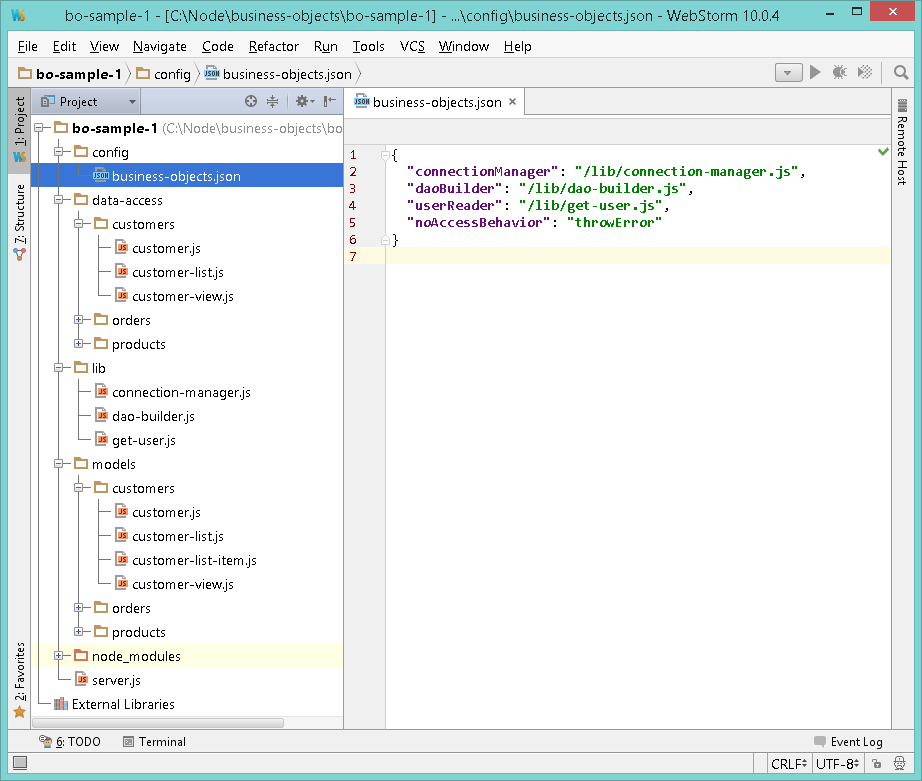 bo-sample-1 - [C:\Node\business-objects\bo-sample-1] - ...\config\business-objects.json - WebStorm 10.0.4
File Edit View Navigate Code Refactor Run Tools VCS Window Help
bo-sample-1 config business-objects.json
1: Project
7: Structure
2: Favorites
Project
bo-sample-1 (C:\Node\business-objects\bo
config
business-objects.json
data-access
customers
customer.js
customer-list.js
customer-view.js
orders
products
lib
connection-manager.js
dao-builder.js
get-user.js
models
customers
customer.js
customer-list.js
customer-list-item.js
customer-view.js
orders
products
node_modules
server.js
External Libraries
business-objects.json
1 {
2 "connectionManager": "/lib/connection-manager.js",
3 "daoBuilder": "/lib/dao-builder.js",
4 "userReader": "/lib/get-user.js",
5 "noAccessBehavior": "throwError"
6 }
7
Remote Host
6: TODO Terminal Event Log
CRLF UTF-8